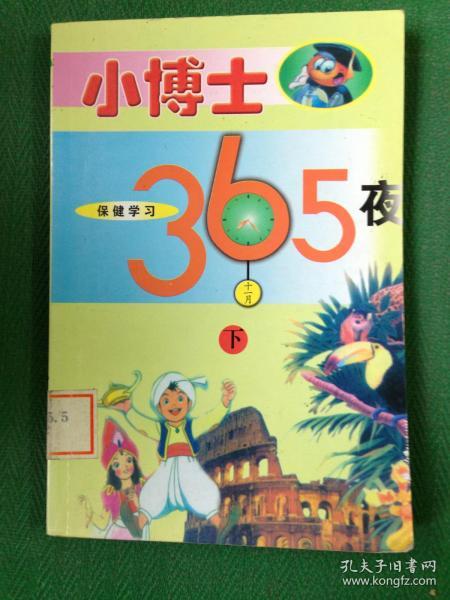 小博士
保健学习
365夜
十一月
下
5.5
孔夫子旧书网
www.kongfz.com